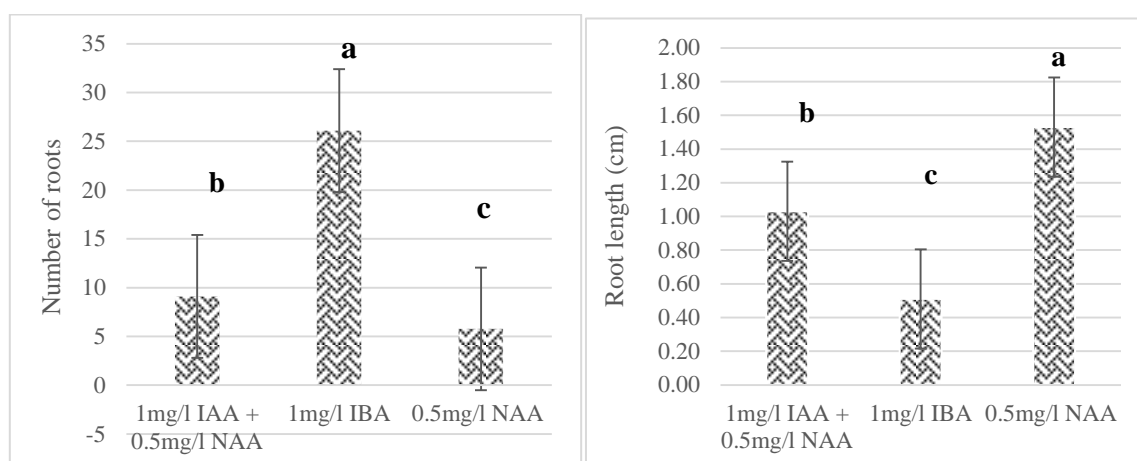 35
30
25
20
15
10
5
0
-5
Number of roots
b
a
c
1mg/l IAA +
0.5mg/l NAA
1mg/l IBA
0.5mg/l NAA
2.00
1.80
1.60
1.40
1.20
1.00
0.80
0.60
0.40
0.20
0.00
Root length (cm)
b
c
a
1mg/l IAA +
0.5mg/l NAA
1mg/l IBA
0.5mg/l NAA